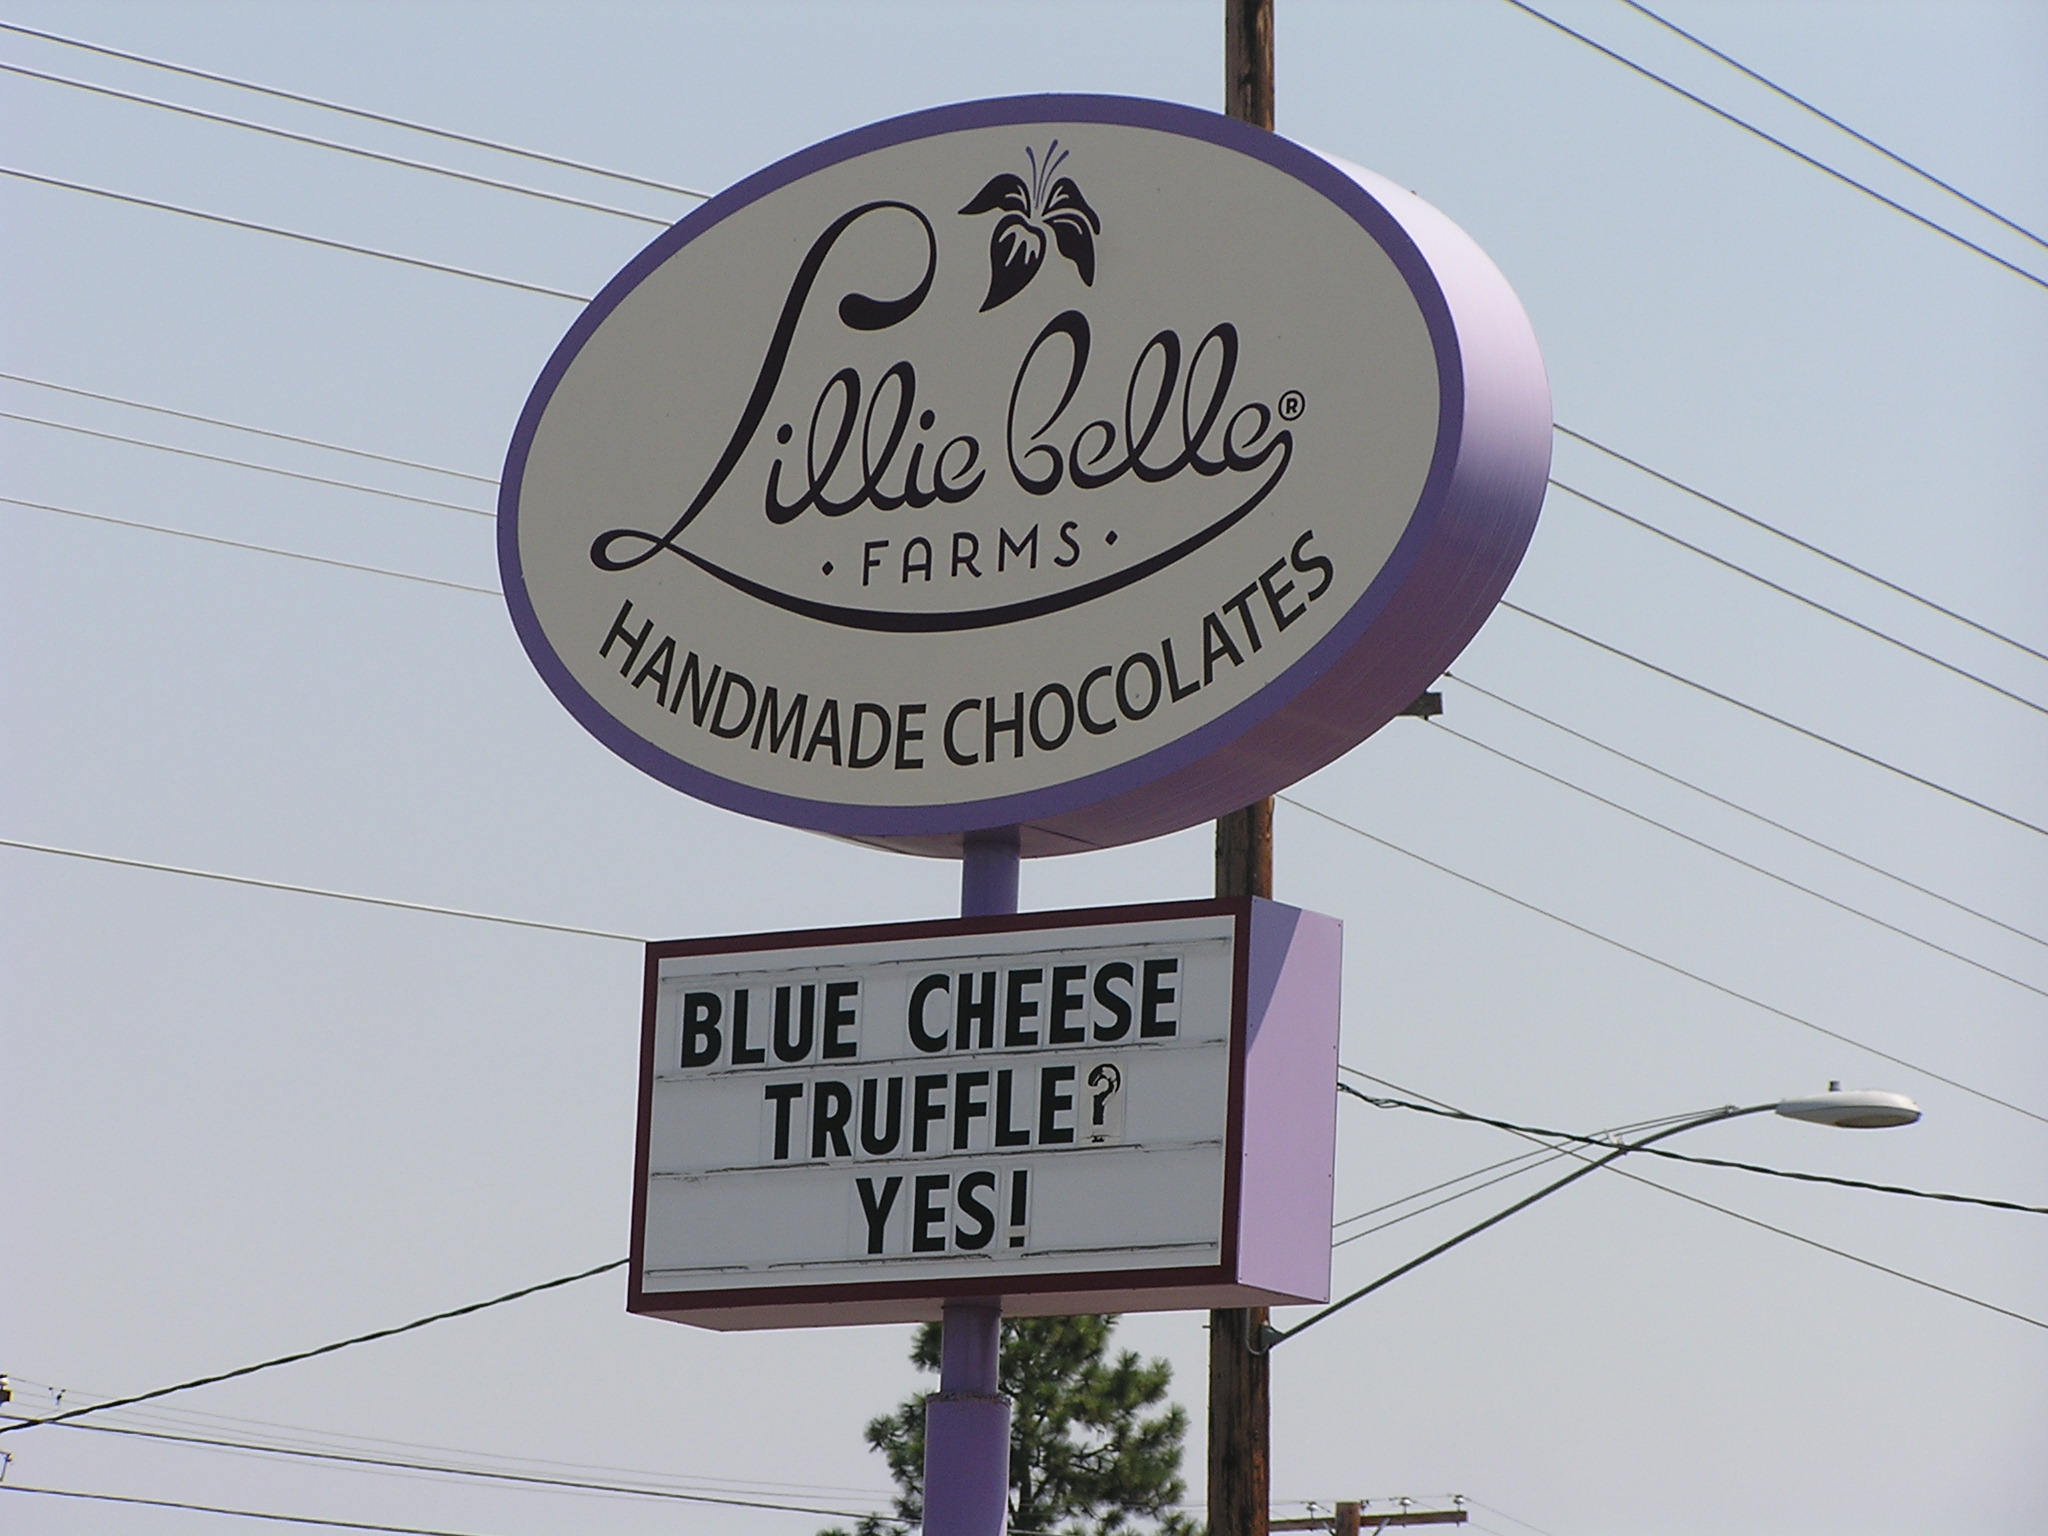 Lillie belle®
• FARMS •
HANDMADE CHOCOLATES
BLUE CHEESE
TRUFFLE?
YES!